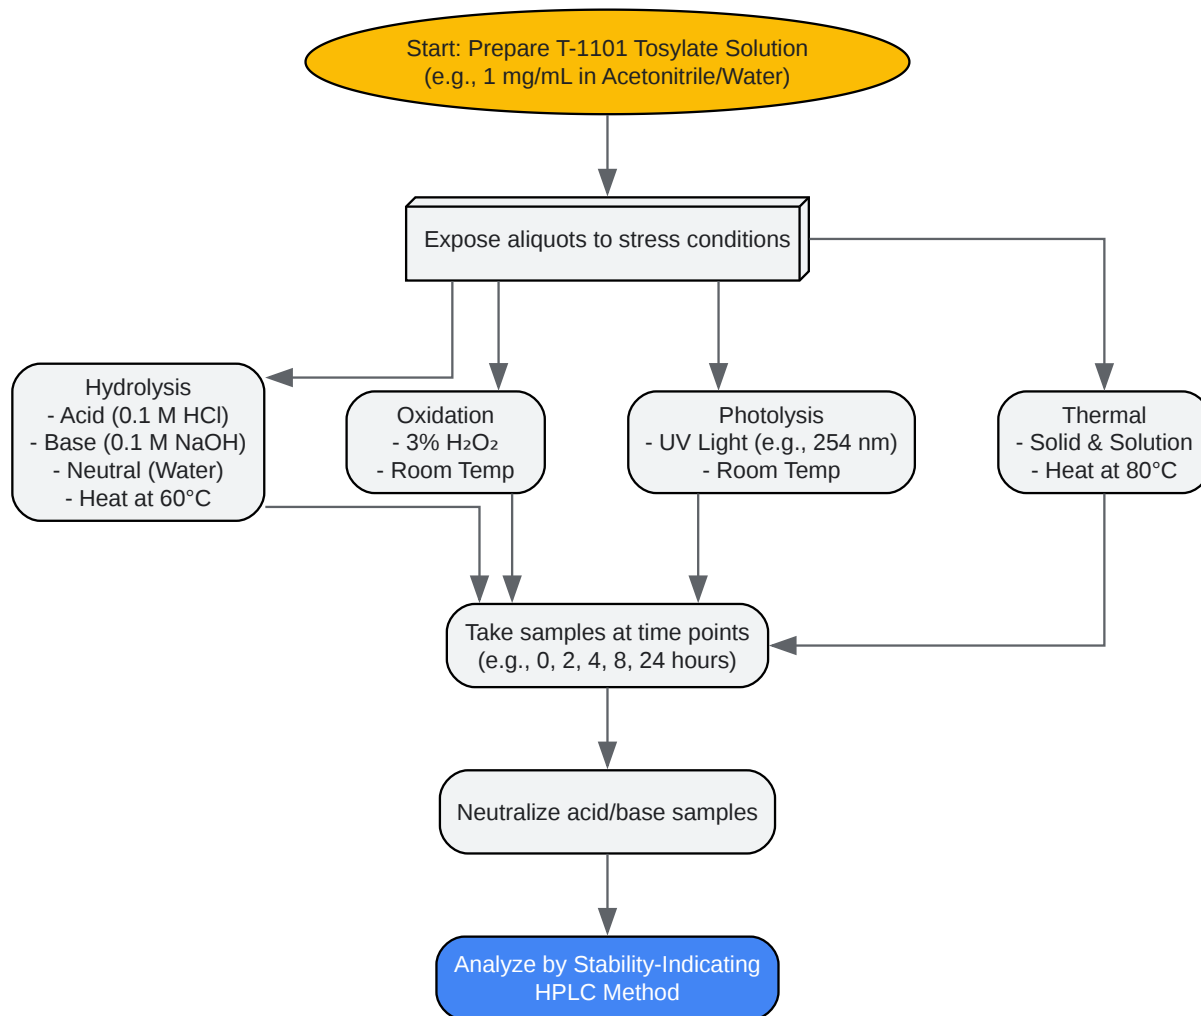 Start: Prepare T-1101 Tosylate Solution
(e.g., 1 mg/mL in Acetonitrile/Water)
Expose aliquots to stress conditions
Hydrolysis
- Acid (0.1 M HCl)
- Base (0.1 M NaOH)
- Neutral (Water)
- Heat at 60°C
Oxidation
- 3% H₂O₂
- Room Temp
Photolysis
- UV Light (e.g., 254 nm)
- Room Temp
Thermal
- Solid & Solution
- Heat at 80°C
Take samples at time points
(e.g., 0, 2, 4, 8, 24 hours)
Neutralize acid/base samples
Analyze by Stability-Indicating
HPLC Method